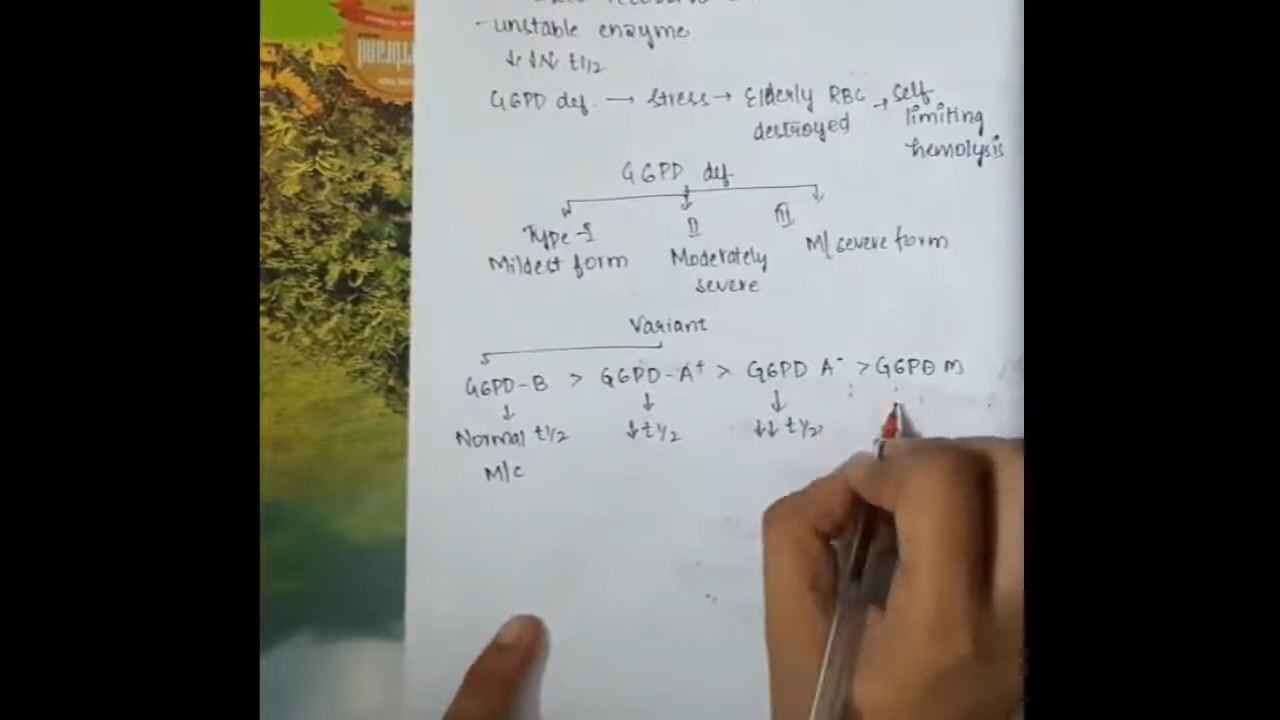 - unstable enzyme
↓ ↓N t1/2
G6PD def. → stress → Elderly RBC destroyed → self limiting hemolysis
G6PD def
Type-I II III
Mildest form Moderately severe M/severe form
Variant
G6PD-B > G6PD-A+ > G6PD A- > G6PD M
↓ ↓ ↓
Normal t1/2 ↓t1/2 ↓↓ t1/2
M/c